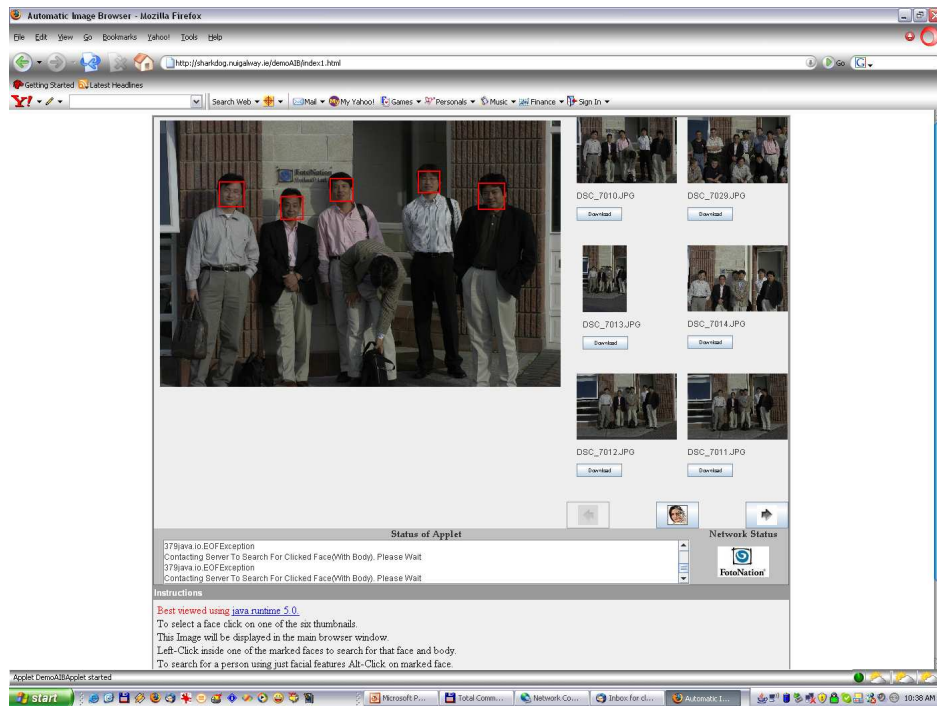 Automatic Image Browser - Mozilla Firefox
File Edit View Go Bookmarks Yahoo! Tools Help
http://sharkdog.nuigalway.ie/demoAIB/index1.html
Go
G
Getting Started Latest Headlines
Y! Search Web Mail My Yahoo! Games Personals Music Finance Sign In
FotoNation
DSC_7010.JPG DSC_7029.JPG
Download Download
DSC_7013.JPG DSC_7014.JPG
Download Download
DSC_7012.JPG DSC_7011.JPG
Download Download
Status of Applet Network Status
379java.io.EOFException
Contacting Server To Search For Clicked Face(With Body). Please Wait
379java.io.EOFException
Contacting Server To Search For Clicked Face(With Body). Please Wait
FotoNation
Instructions
Best viewed using java runtime 5.0.
To select a face click on one of the six thumbnails.
This Image will be displayed in the main browser window.
Left-Click inside one of the marked faces to search for that face and body.
To search for a person using just facial features Alt-Click on marked face.
Applet DemoAIBApplet started
start Microsoft P... Total Comm... Network Co... Inbox for cl... Automatic I... 10:38 AM